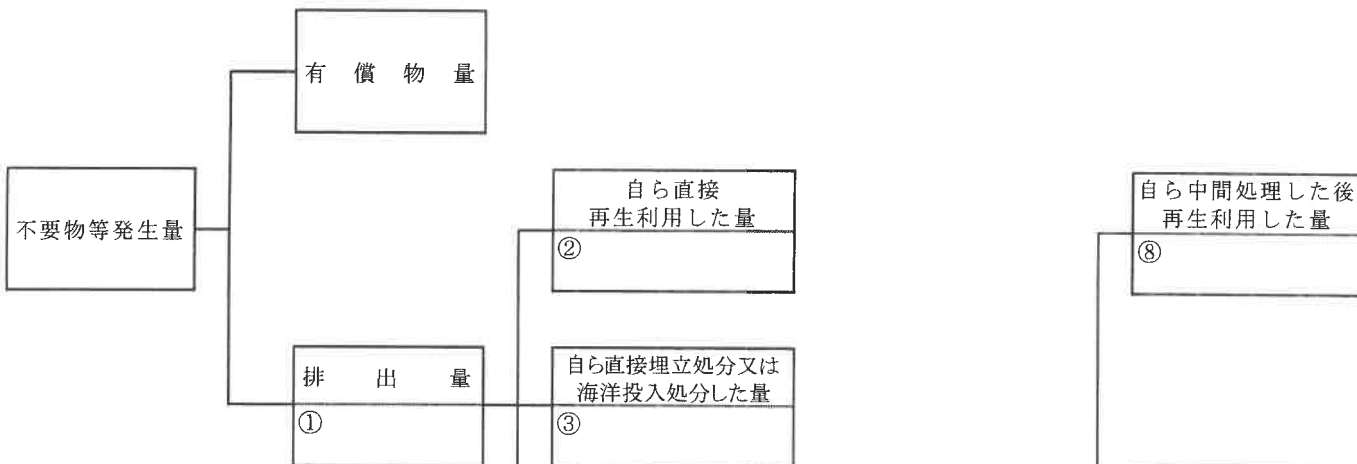 有償物量
不要物等発生量
自ら直接
再生利用した量
②
自ら中間処理した後
再生利用した量
⑧
排出量
①
自ら直接埋立処分又は
海洋投入処分した量
③